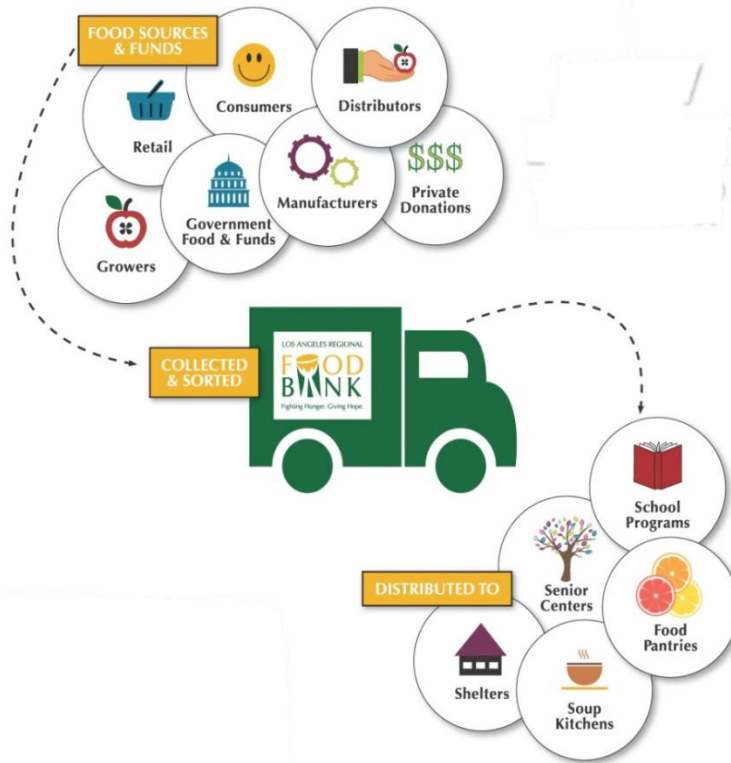 FOOD SOURCES
& FUNDS
Consumers
Distributors
Retail
$$$
Private
Donations
Manufacturers
Government
Food & Funds
Growers
COLLECTED
& SORTED
LOS ANGELES REGIONAL
FOOD
BANK
Fighting Hunger. Giving Hope.
School
Programs
DISTRIBUTED TO
Senior
Centers
Food
Pantries
Shelters
Soup
Kitchens